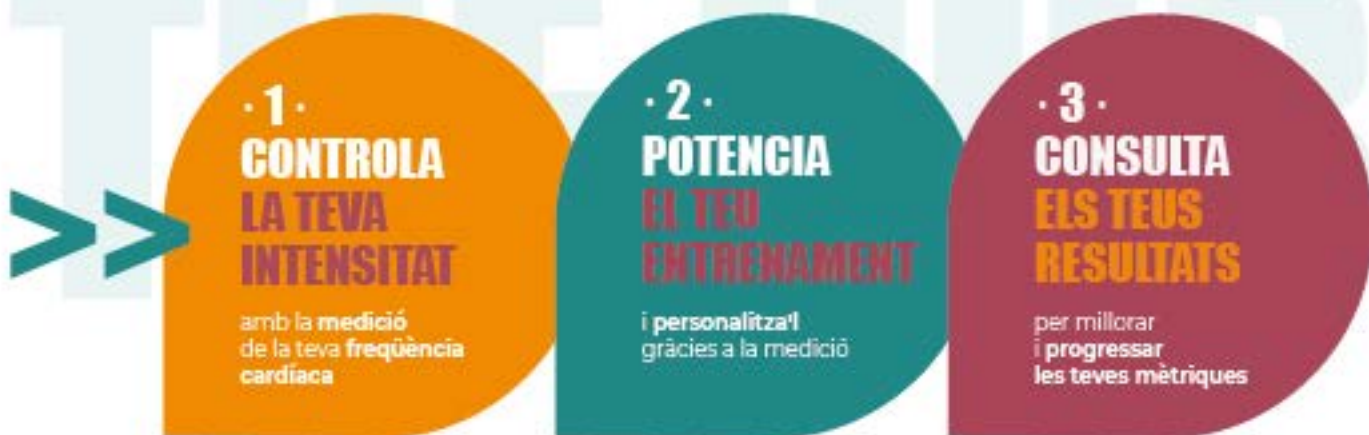 >>
· 1 ·
CONTROLA
LA TEVA
INTENSITAT
amb la medició
de la teva freqüència
cardíaca
· 2 ·
POTENCIA
EL TEU
ENTRENAMENT
i personalitza'l
gràcies a la medició
· 3 ·
CONSULTA
ELS TEUS
RESULTATS
per millorar
i progressar
les teves mètriques